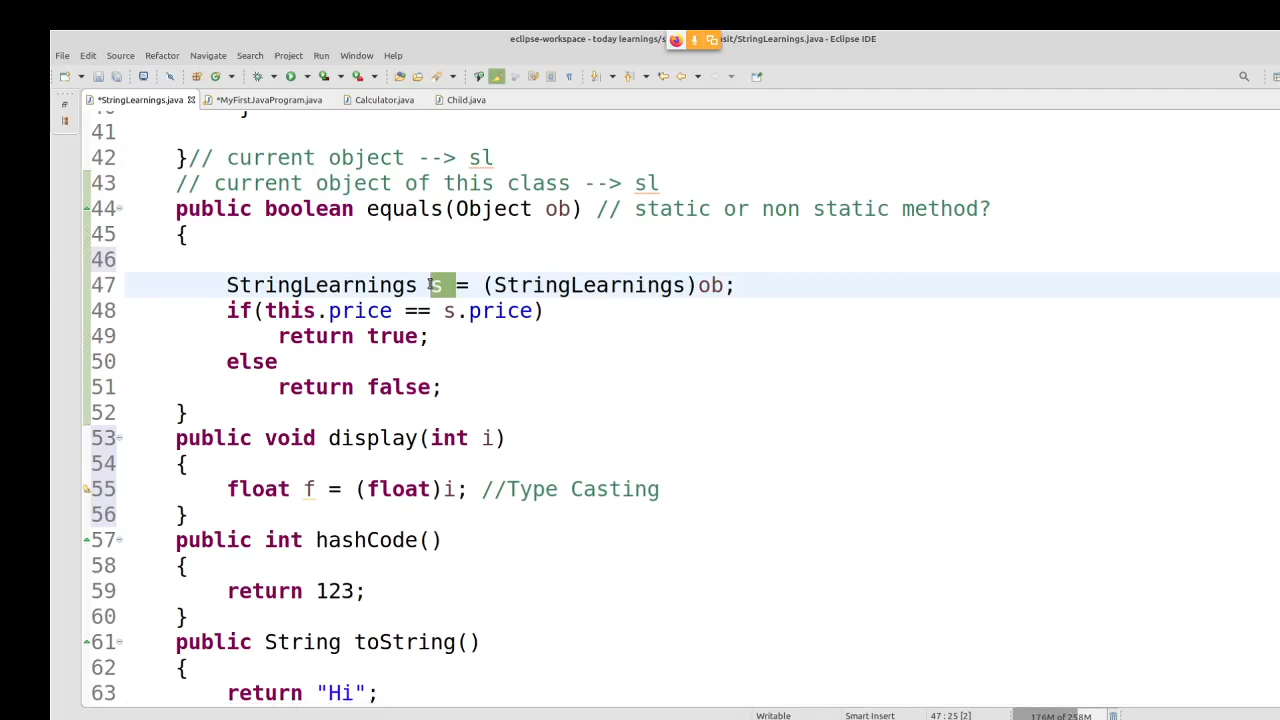 eclipse-workspace - today learnings/s sit/StringLearnings.java - Eclipse IDE
File Edit Source Refactor Navigate Search Project Run Window Help
*StringLearnings.java *MyFirstJavaProgram.java Calculator.java Child.java
41
42 }// current object --> sl
43 // current object of this class --> sl
44 public boolean equals(Object ob) // static or non static method?
45 {
46
47 StringLearnings s = (StringLearnings)ob;
48 if(this.price == s.price)
49 return true;
50 else
51 return false;
52 }
53 public void display(int i)
54 {
55 float f = (float)i; //Type Casting
56 }
57 public int hashCode()
58 {
59 return 123;
60 }
61 public String toString()
62 {
63 return "Hi";
Writable Smart Insert 47 : 25 [2] 176M of 258M